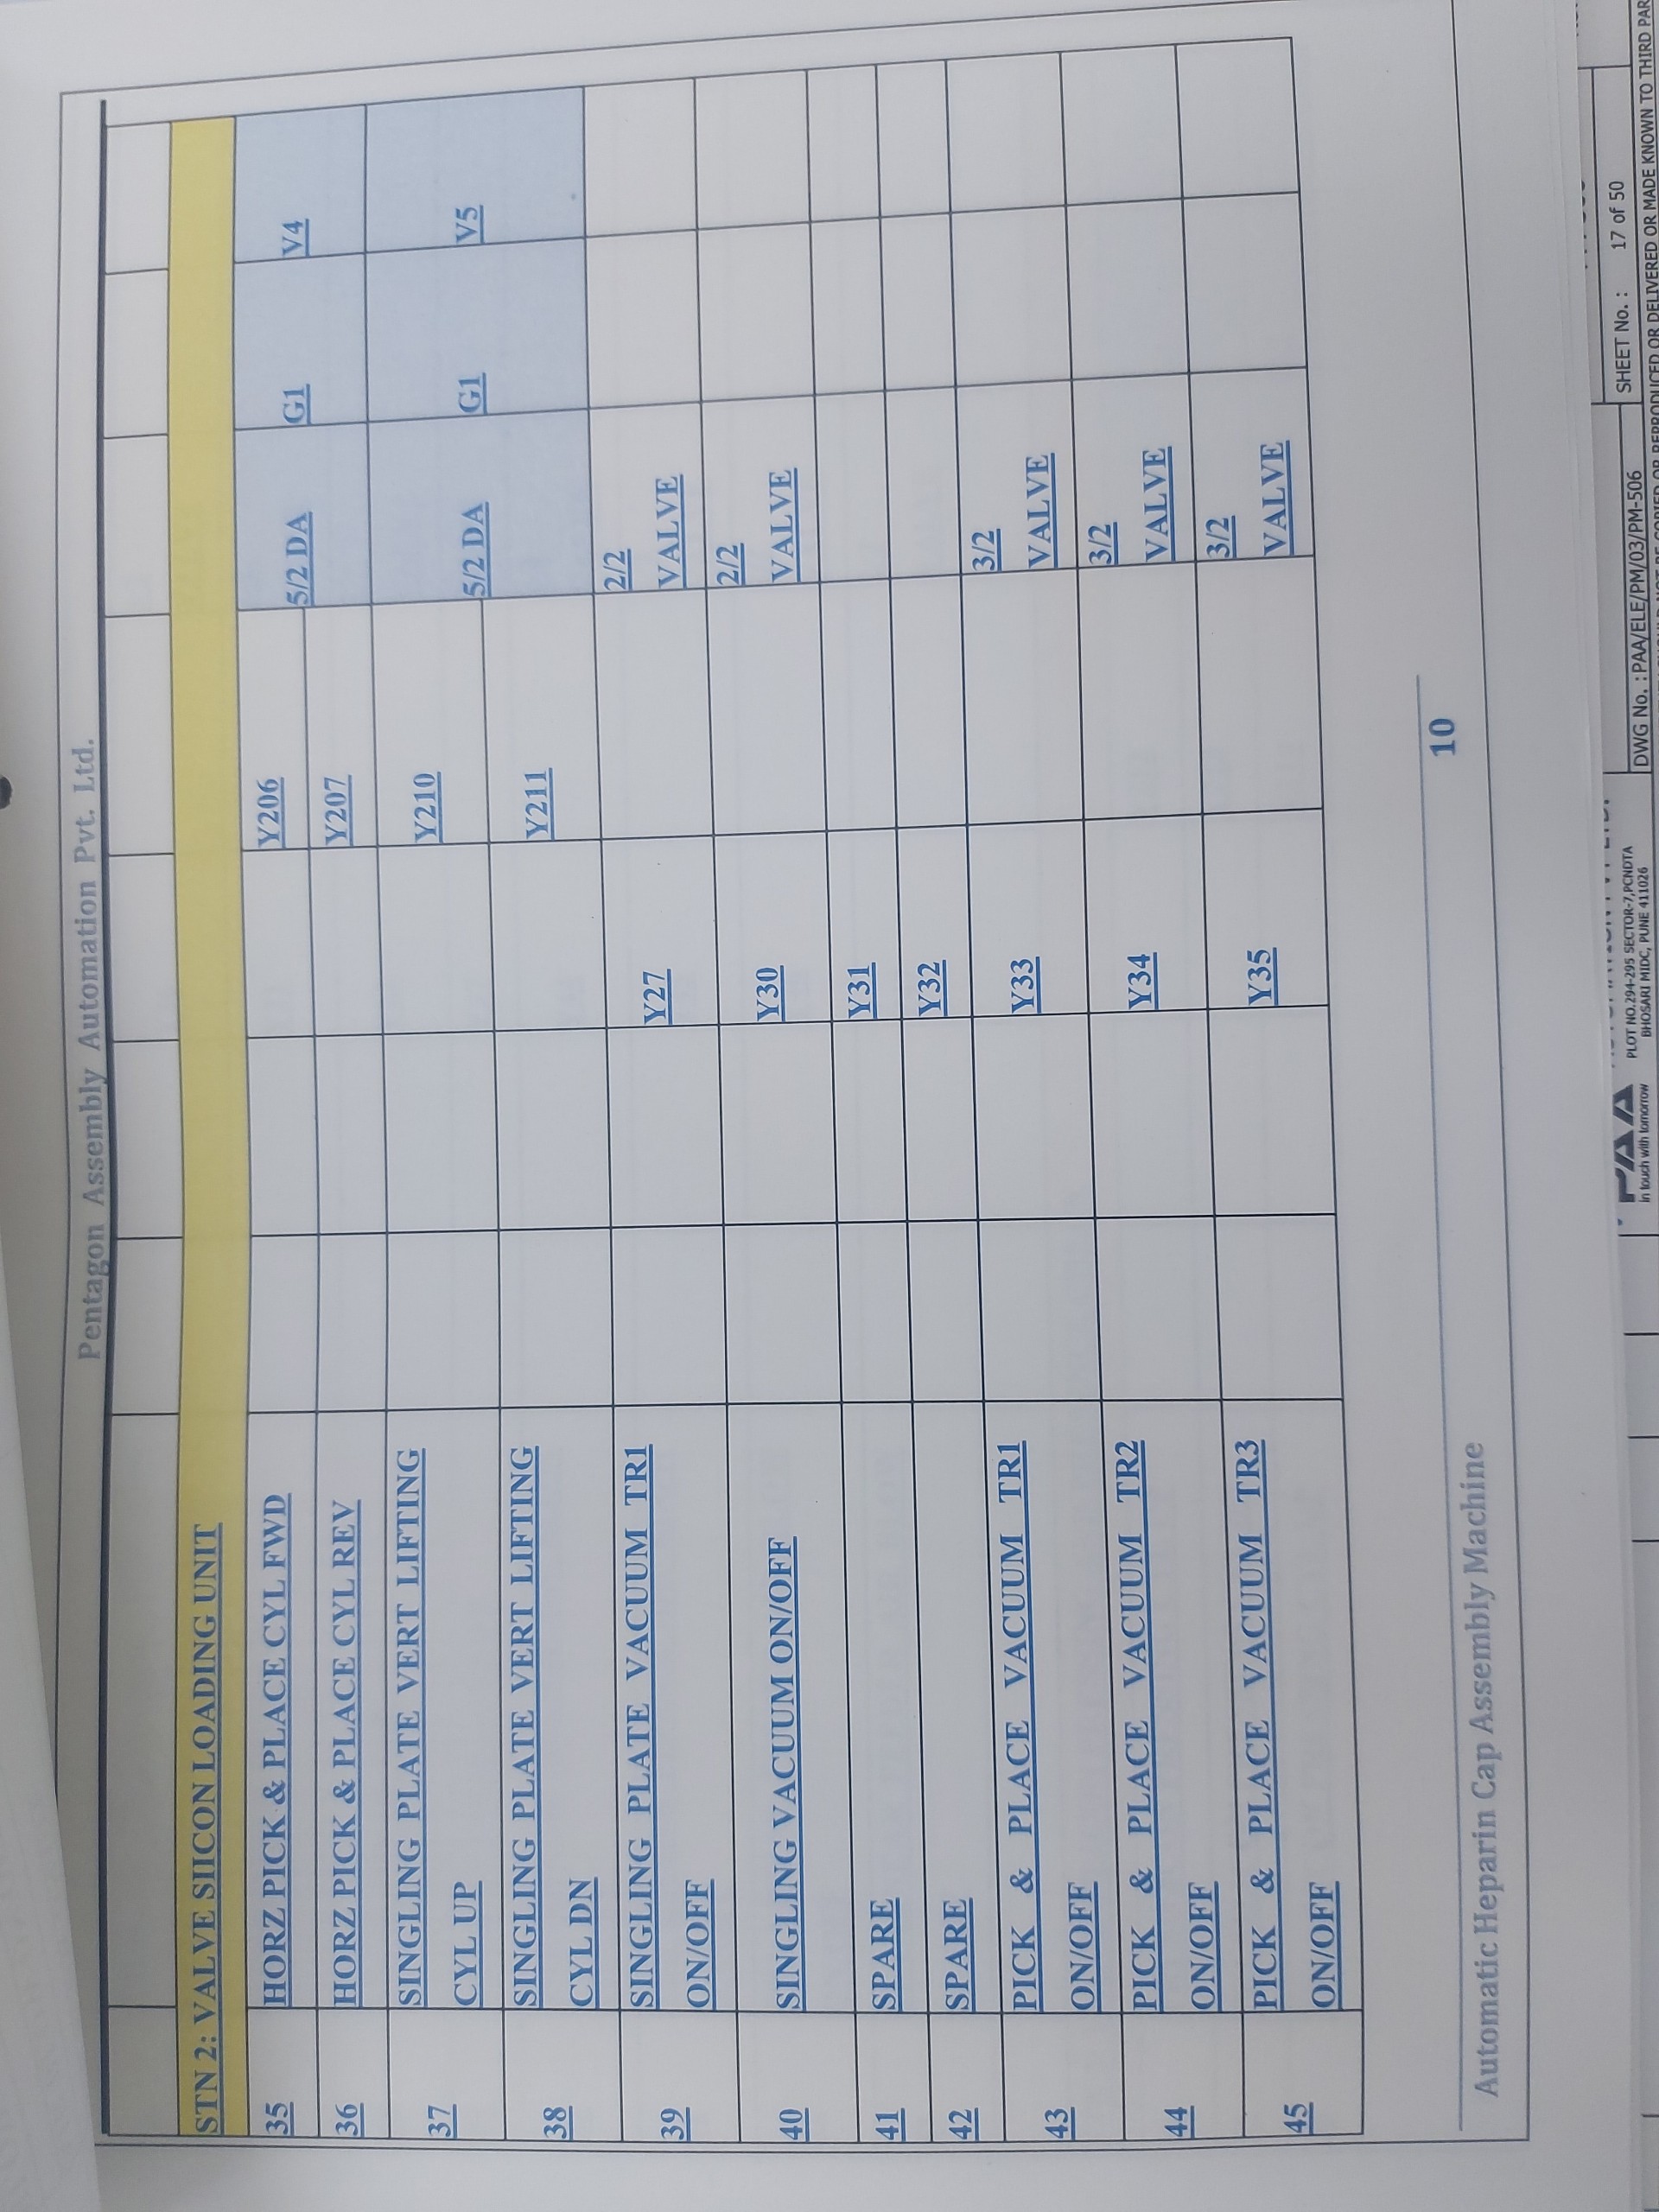 Pentagon Assembly Automation Pvt. Ltd.
STN 2: VALVE SIICON LOADING UNIT
35 HORZ PICK & PLACE CYL FWD Y206 5/2 DA G1 V4
36 HORZ PICK & PLACE CYL REV Y207
37 SINGLING PLATE VERT LIFTING CYL UP Y210 5/2 DA G1 V5
38 SINGLING PLATE VERT LIFTING CYL DN Y211
39 SINGLING PLATE VACUUM TR1 ON/OFF Y27 2/2 VALVE
40 SINGLING VACUUM ON/OFF Y30 2/2 VALVE
41 SPARE Y31
42 SPARE Y32
43 PICK & PLACE VACUUM TR1 ON/OFF Y33 3/2 VALVE
44 PICK & PLACE VACUUM TR2 ON/OFF Y34 3/2 VALVE
45 PICK & PLACE VACUUM TR3 ON/OFF Y35 3/2 VALVE
10
Automatic Heparin Cap Assembly Machine
PAA
in touch with tomorrow
PLOT NO.294-295 SECTOR-7,PCNDTA
BHOSARI MIDC, PUNE 411026
DWG No. :PAA/ELE/PM/03/PM-506
SHEET No. : 17 of 50
REPRODUCED OR DELIVERED OR MADE KNOWN TO THIRD